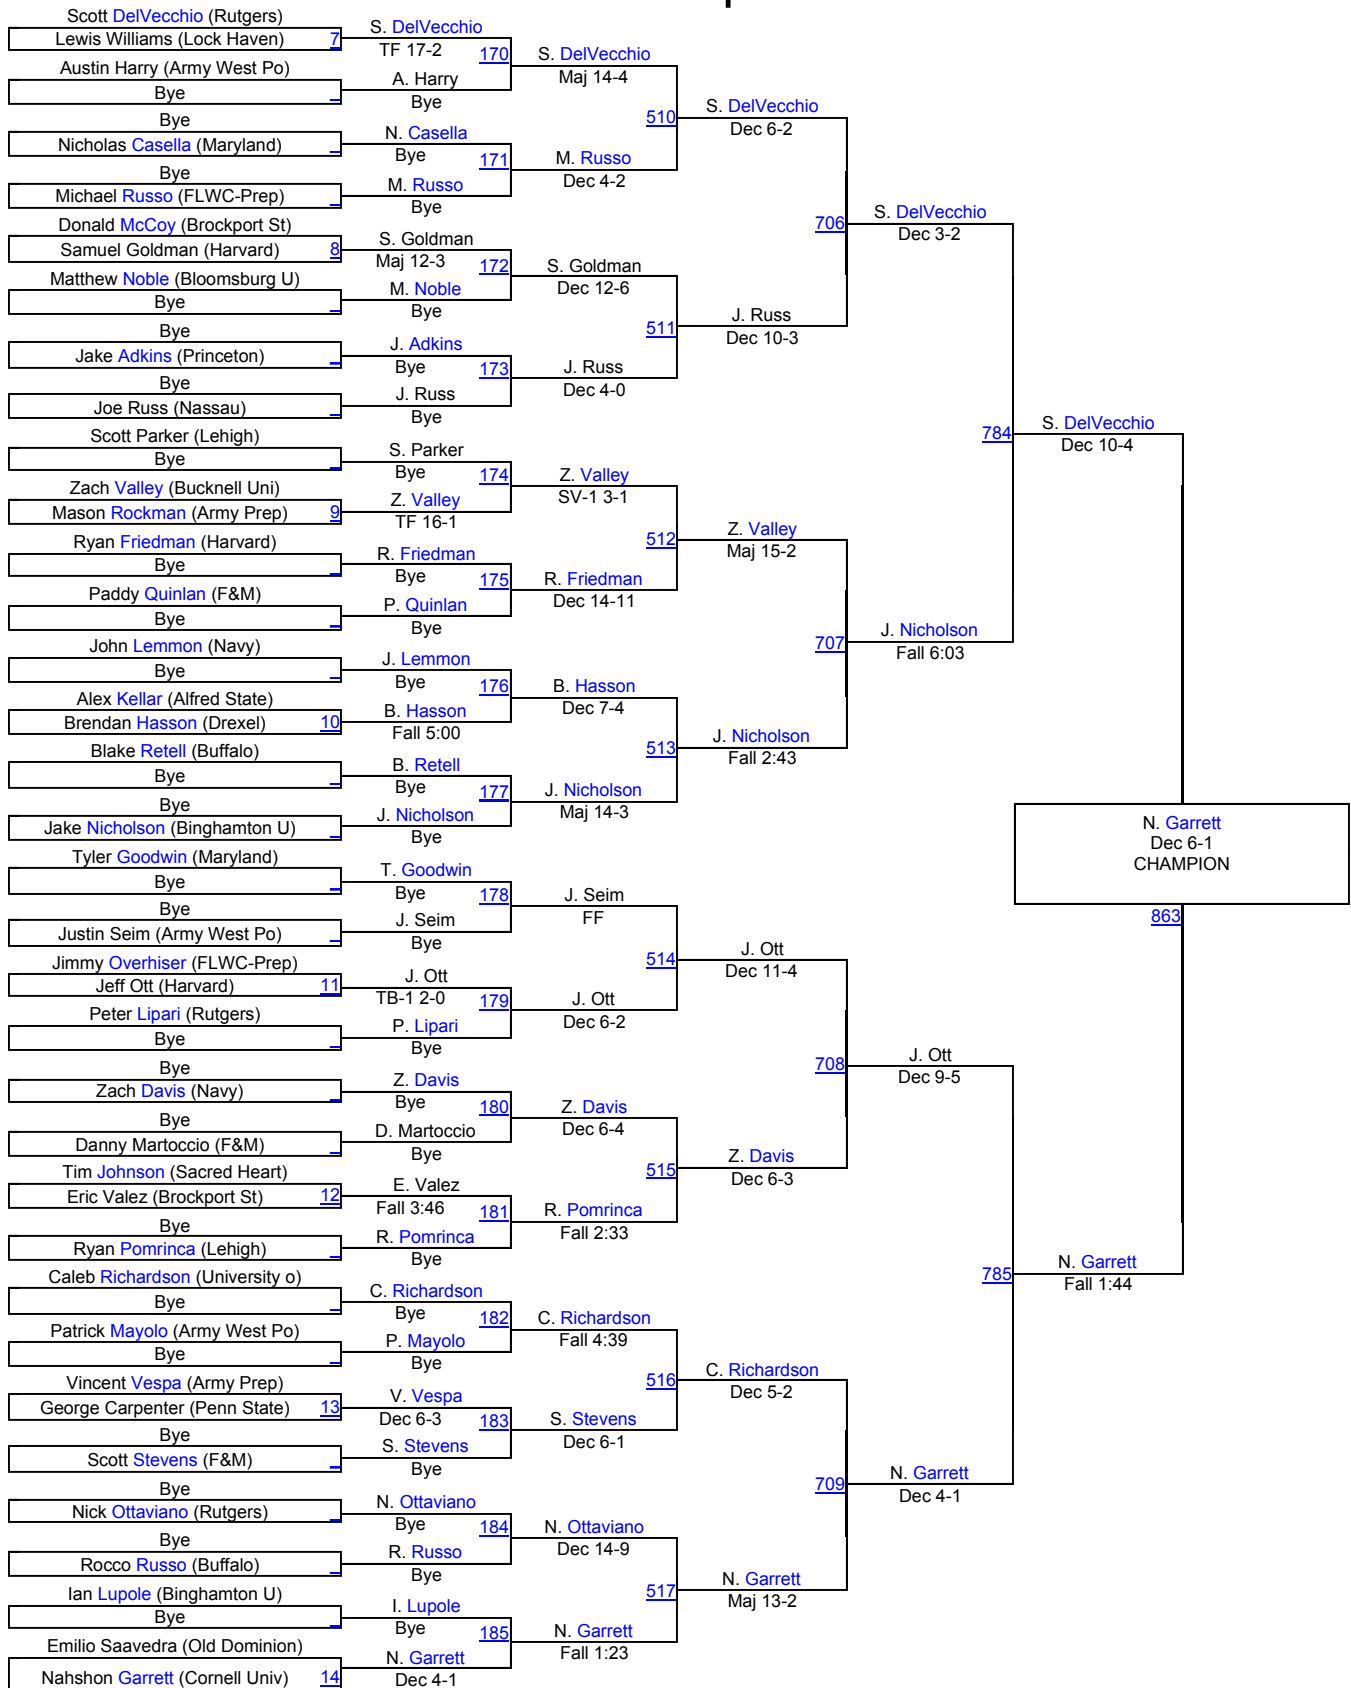 Scott DelVecchio (Rutgers)
Lewis Williams (Lock Haven) 7
Austin Harry (Army West Po)
Bye
Bye
Nicholas Casella (Maryland)
Bye
Michael Russo (FLWC-Prep)
Donald McCoy (Brockport St)
Samuel Goldman (Harvard) 8
Matthew Noble (Bloomsburg U)
Bye
Bye
Jake Adkins (Princeton)
Bye
Joe Russ (Nassau)
Scott Parker (Lehigh)
Bye
Zach Valley (Bucknell Uni)
Mason Rockman (Army Prep) 9
Ryan Friedman (Harvard)
Bye
Paddy Quinlan (F&M)
Bye
John Lemmon (Navy)
Bye
Alex Kellar (Alfred State)
Brendan Hasson (Drexel) 10
Blake Retell (Buffalo)
Bye
Bye
Jake Nicholson (Binghamton U)
Tyler Goodwin (Maryland)
Bye
Bye
Justin Seim (Army West Po)
Jimmy Overhiser (FLWC-Prep)
Jeff Ott (Harvard) 11
Peter Lipari (Rutgers)
Bye
Bye
Zach Davis (Navy)
Bye
Danny Martoccio (F&M)
Tim Johnson (Sacred Heart)
Eric Valez (Brockport St) 12
Bye
Ryan Pomrinca (Lehigh)
Caleb Richardson (University o)
Bye
Patrick Mayolo (Army West Po)
Bye
Vincent Vespa (Army Prep)
George Carpenter (Penn State) 13
Bye
Scott Stevens (F&M)
Bye
Nick Ottaviano (Rutgers)
Bye
Rocco Russo (Buffalo)
Ian Lupole (Binghamton U)
Bye
Emilio Saavedra (Old Dominion)
Nahshon Garrett (Cornell Univ) 14
S. DelVecchio
TF 17-2
170
A. Harry
Bye
N. Casella
Bye
171
M. Russo
Bye
S. Goldman
Maj 12-3
172
M. Noble
Bye
J. Adkins
Bye
173
J. Russ
Bye
S. Parker
Bye
174
Z. Valley
TF 16-1
R. Friedman
Bye
175
P. Quinlan
Bye
J. Lemmon
Bye
176
B. Hasson
Fall 5:00
B. Retell
Bye
177
J. Nicholson
Bye
T. Goodwin
Bye
178
J. Seim
Bye
J. Ott
TB-1 2-0
179
P. Lipari
Bye
Z. Davis
Bye
180
D. Martoccio
Bye
E. Valez
Fall 3:46
181
R. Pomrinca
Bye
C. Richardson
Bye
182
P. Mayolo
Bye
V. Vespa
Dec 6-3
183
S. Stevens
Bye
N. Ottaviano
Bye
184
R. Russo
Bye
I. Lupole
Bye
185
N. Garrett
Dec 4-1
S. DelVecchio
Maj 14-4
510
M. Russo
Dec 4-2
S. Goldman
Dec 12-6
511
J. Russ
Dec 4-0
Z. Valley
SV-1 3-1
512
R. Friedman
Dec 14-11
B. Hasson
Dec 7-4
513
J. Nicholson
Maj 14-3
J. Seim
FF
514
J. Ott
Dec 6-2
Z. Davis
Dec 6-4
515
R. Pomrinca
Fall 2:33
C. Richardson
Fall 4:39
516
S. Stevens
Dec 6-1
N. Ottaviano
Dec 14-9
517
N. Garrett
Fall 1:23
S. DelVecchio
Dec 6-2
706
J. Russ
Dec 10-3
Z. Valley
Maj 15-2
707
J. Nicholson
Fall 2:43
J. Ott
Dec 11-4
708
Z. Davis
Dec 6-3
C. Richardson
Dec 5-2
709
N. Garrett
Maj 13-2
S. DelVecchio
Dec 3-2
784
J. Nicholson
Fall 6:03
J. Ott
Dec 9-5
785
N. Garrett
Dec 4-1
S. DelVecchio
Dec 10-4
N. Garrett
Dec 6-1
CHAMPION
863
N. Garrett
Fall 1:44